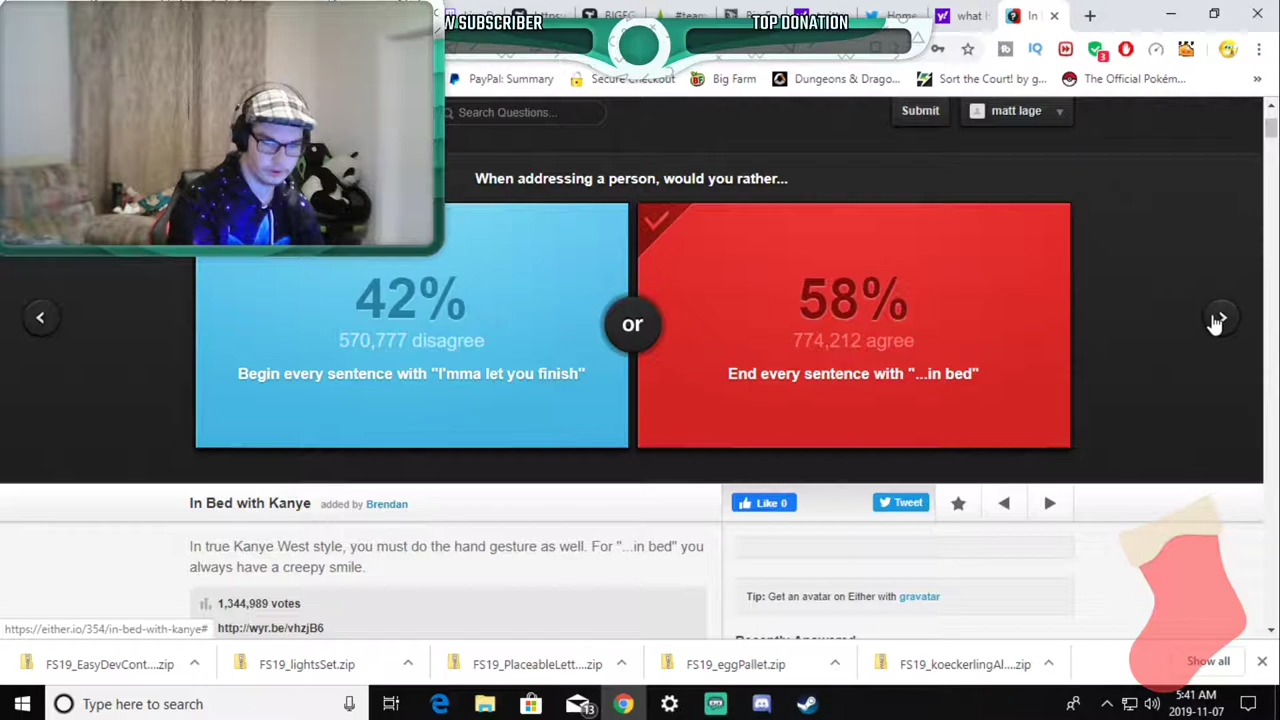 W SUBSCRIBER
TOP DONATION
#team
Home
what
In
PayPal: Summary
Secure Checkout
Big Farm
Dungeons & Drago...
Sort the Court! by g...
The Official Pokém...
»
Search Questions...
Submit
matt lage
When addressing a person, would you rather...
42%
570,777 disagree
Begin every sentence with "I'mma let you finish"
or
58%
774,212 agree
End every sentence with "...in bed"
In Bed with Kanye
added by Brendan
Like 0
Tweet
In true Kanye West style, you must do the hand gesture as well. For "...in bed" you
always have a creepy smile.
1,344,989 votes
http://wyr.be/vhzjB6
Tip: Get an avatar on Either with gravatar
https://either.io/354/in-bed-with-kanye#
FS19_EasyDevCont....zip
FS19_lightsSet.zip
FS19_PlaceableLett....zip
FS19_eggPallet.zip
FS19_koeckerlingAl....zip
Show all
Type here to search
13
5:41 AM
2019-11-07